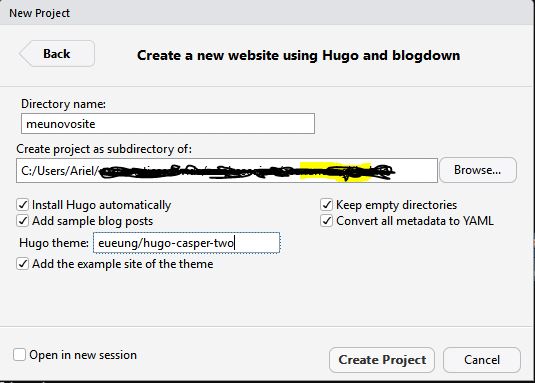 New Project
Back
Create a new website using Hugo and blogdown
Directory name:
meunovosite
Create project as subdirectory of:
C:/Users/Ariel/
Browse...
Install Hugo automatically
Keep empty directories
Add sample blog posts
Convert all metadata to YAML
Hugo theme: eueung/hugo-casper-two
Add the example site of the theme
Open in new session
Create Project
Cancel